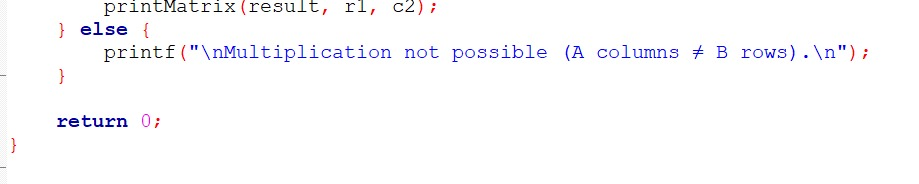 printMatrix(result, r1, c2);
} else {
printf("\nMultiplication not possible (A columns ≠ B rows).\n");
}
return 0;
}